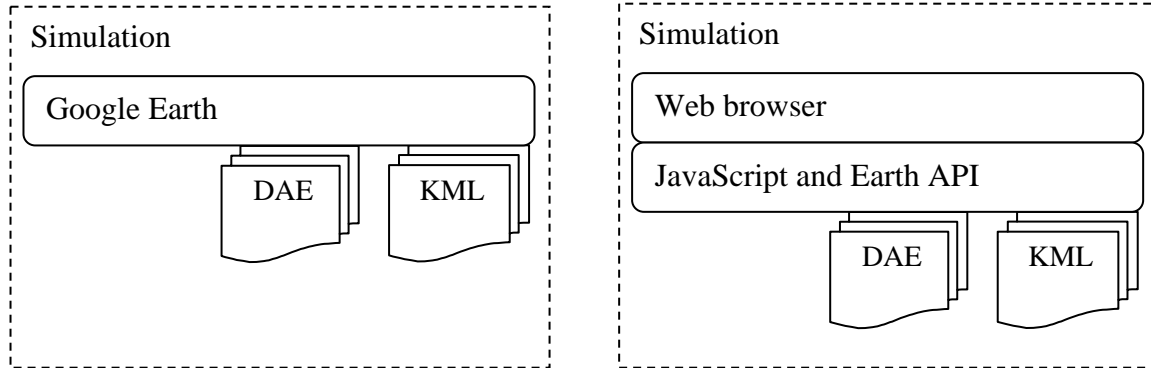 Simulation
Google Earth
DAE
KML
Simulation
Web browser
JavaScript and Earth API
DAE
KML